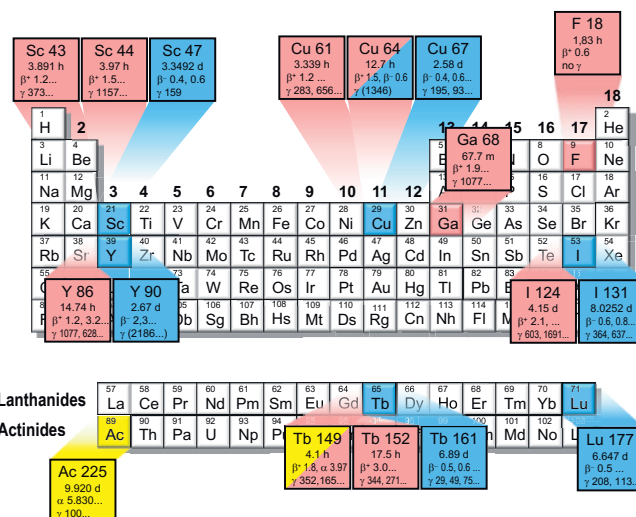 F 18
1,83 h
β⁺ 0.6
no γ
Sc 43
3.891 h
β⁺ 1.2...
γ 373...
Sc 44
3.97 h
β⁺ 1.5...
γ 1157...
Sc 47
3.3492 d
β⁻ 0.4, 0.6
γ 159
Cu 61
3.339 h
β⁺ 1.2 ...
γ 283, 656...
Cu 64
12.7 h
β⁺ 1.5, β⁻ 0.6
γ (1346)
Cu 67
2.58 d
β⁻ 0.4, 0.6...
γ 195, 93...
18
1 H 2 13 14 15 16 17 2 He
Ga 68
67.7 m
β⁺ 1.9...
γ 1077...
3 Li 4 Be 5 8 O 9 F 10 Ne
11 Na 12 Mg 3 4 5 6 7 8 9 10 11 12 16 S 17 Cl 18 Ar
19 K 20 Ca 21 Sc 22 Ti 23 V 24 Cr 25 Mn 26 Fe 27 Co 28 Ni 29 Cu 30 Zn 31 Ga 32 Ge 33 As 34 Se 35 Br 36 Kr
37 Rb 38 Sr 39 Y 40 Zr 41 Nb 42 Mo 43 Tc 44 Ru 45 Rh 46 Pd 47 Ag 48 Cd 49 In 50 Sn 51 Sb 52 Te 53 I 54 Xe
55 73 Ta 74 W 75 Re 76 Os 77 Ir 78 Pt 79 Au 80 Hg 81 Tl 82 Pb 83
105 Db 106 Sg 107 Bh 108 Hs 109 Mt 110 Ds 111 Rg 112 Cn 113 Nh 114 Fl
Y 86
14.74 h
β⁺ 1.2, 3.2...
γ 1077, 628...
Y 90
2.67 d
β⁻ 2,3...
γ (2186...)
I 124
4.15 d
β⁺ 2.1, ...
γ 603, 1691...
I 131
8.0252 d
β⁻ 0.6, 0.8...
γ 364, 637...
Lanthanides 57 La 58 Ce 59 Pr 60 Nd 61 Pm 62 Sm 63 Eu 64 Gd 65 Tb 66 Dy 67 Ho 68 Er 69 Tm 70 Yb 71 Lu
Actinides 89 Ac 90 Th 91 Pa 92 U 93 Np 100 101 Md 102 No
Ac 225
9.920 d
α 5.830...
γ 100...
Tb 149
4.1 h
β⁺ 1.8, α 3.97
γ 352,165...
Tb 152
17.5 h
β⁺ 3.0...
γ 344, 271...
Tb 161
6.89 d
β⁻ 0.5, 0.6 ...
γ 29, 49, 75...
Lu 177
6.647 d
β⁻ 0.5 ...
γ 208, 113...